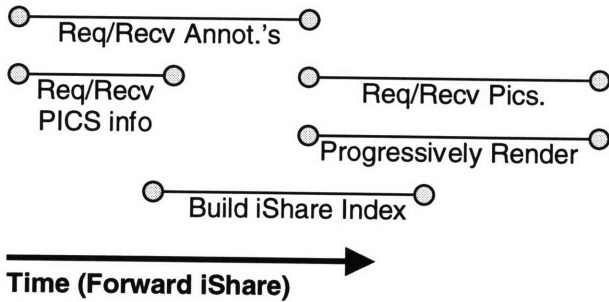 Req/Recv Annot.'s
Req/Recv
PICS info
Req/Recv Pics.
Progressively Render
Build iShare Index
Time (Forward iShare)